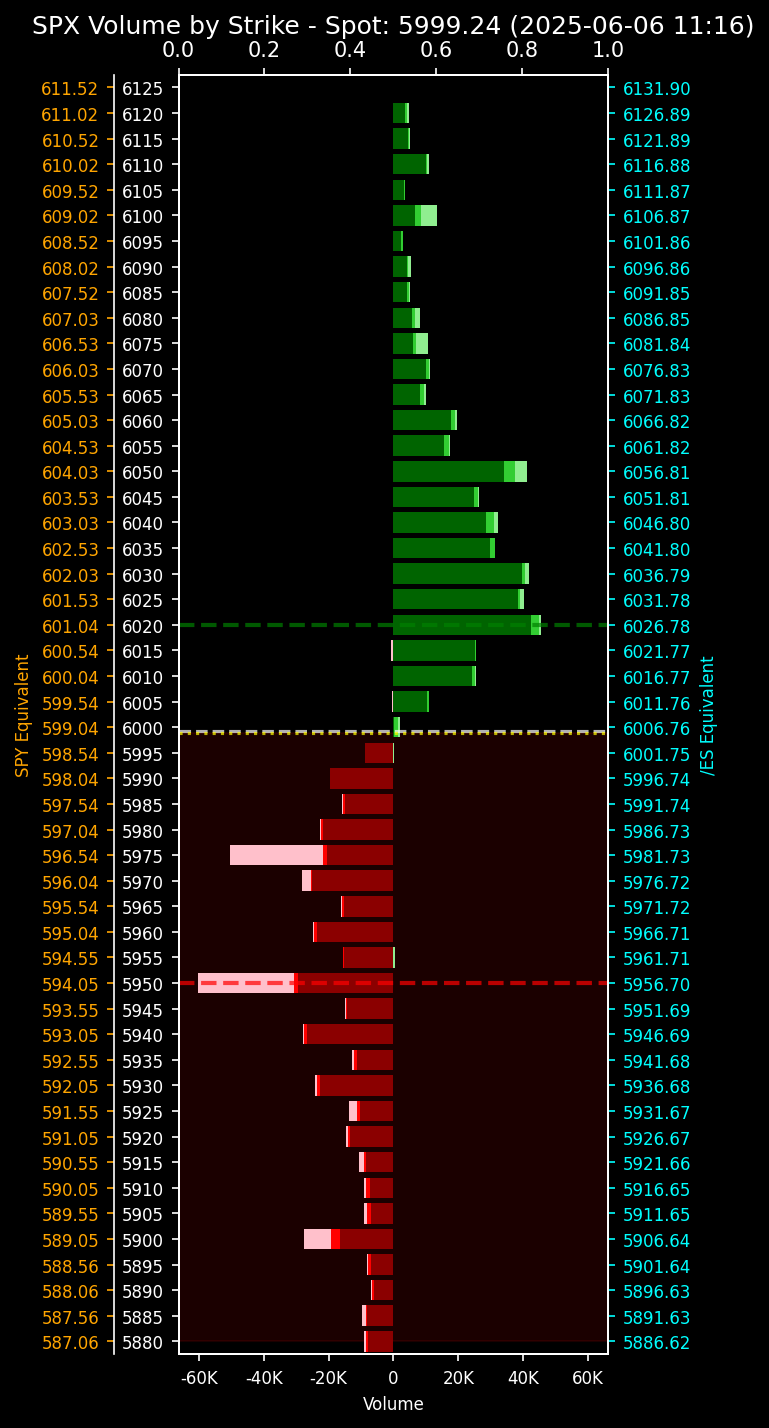 SPX Volume by Strike - Spot: 5999.24 (2025-06-06 11:16)
0.0 0.2 0.4 0.6 0.8 1.0
611.52 6125 6131.90
611.02 6120 6126.89
610.52 6115 6121.89
610.02 6110 6116.88
609.52 6105 6111.87
609.02 6100 6106.87
608.52 6095 6101.86
608.02 6090 6096.86
607.52 6085 6091.85
607.03 6080 6086.85
606.53 6075 6081.84
606.03 6070 6076.83
605.53 6065 6071.83
605.03 6060 6066.82
604.53 6055 6061.82
604.03 6050 6056.81
603.53 6045 6051.81
603.03 6040 6046.80
602.53 6035 6041.80
602.03 6030 6036.79
601.53 6025 6031.78
601.04 6020 6026.78
600.54 6015 6021.77
600.04 6010 6016.77
599.54 6005 6011.76
599.04 6000 6006.76
SPY Equivalent
/ES Equivalent
598.54 5995 6001.75
598.04 5990 5996.74
597.54 5985 5991.74
597.04 5980 5986.73
596.54 5975 5981.73
596.04 5970 5976.72
595.54 5965 5971.72
595.04 5960 5966.71
594.55 5955 5961.71
594.05 5950 5956.70
593.55 5945 5951.69
593.05 5940 5946.69
592.55 5935 5941.68
592.05 5930 5936.68
591.55 5925 5931.67
591.05 5920 5926.67
590.55 5915 5921.66
590.05 5910 5916.65
589.55 5905 5911.65
589.05 5900 5906.64
588.56 5895 5901.64
588.06 5890 5896.63
587.56 5885 5891.63
587.06 5880 5886.62
-60K -40K -20K 0 20K 40K 60K
Volume